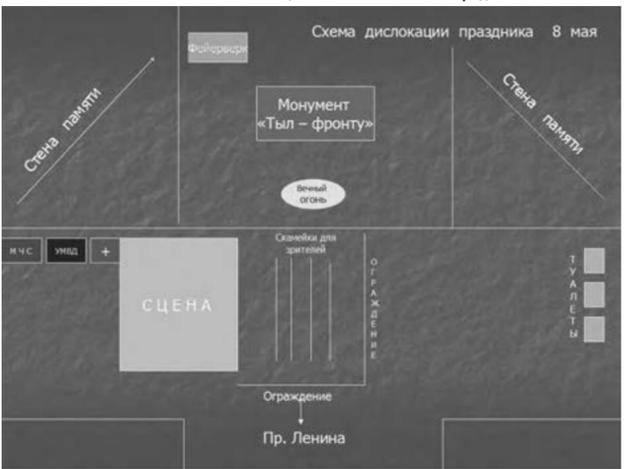 Схема дислокации праздника 8 мая
Фейерверк
Стена памяти
Монумент
«Тыл – фронту»
Стена памяти
Вечный
огонь
МЧС
УМВД
+
СЦЕНА
Скамейки для
зрителей
ОГРАЖДЕНИЕ
ТУАЛЕТЫ
Ограждение
Пр. Ленина